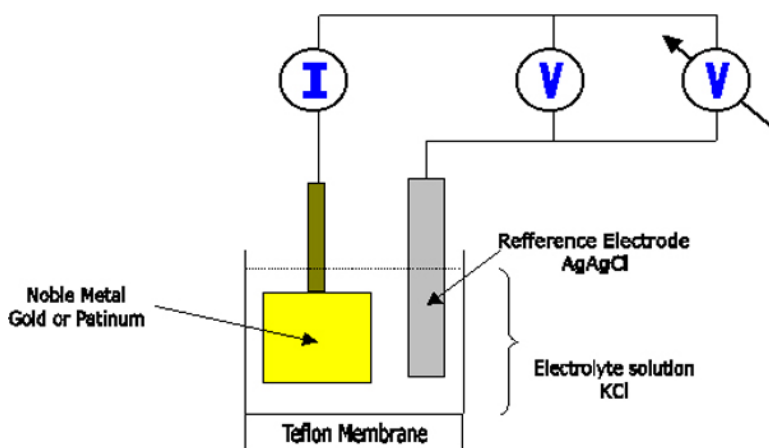 I
V
V
Refference Electrode
AgAgCl
Noble Metal
Gold or Patinum
Electrolyte solution
KCl
Teflon Membrane